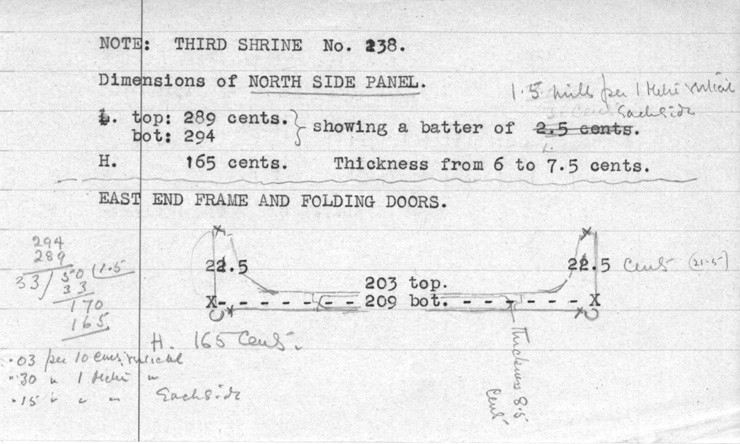 NOTE: THIRD SHRINE No. 238.
Dimensions of NORTH SIDE PANEL.
1.5 mills per 1 Metre vertical
Each side
L. top: 289 cents.
bot: 294
showing a batter of 2.5 cents.
H. 165 cents. Thickness from 6 to 7.5 cents.
EAST END FRAME AND FOLDING DOORS.
294
289
33/50(1.5
33
170
165
22.5
22.5 Cents (21.5)
203 top.
X - - - - - - 209 bot. - - - - - - X
Thickness 8.5
Cents
H. 165 Cents.
.03 per 10 cents vertical
.30 " 1 Metre "
.15 " " " Each side